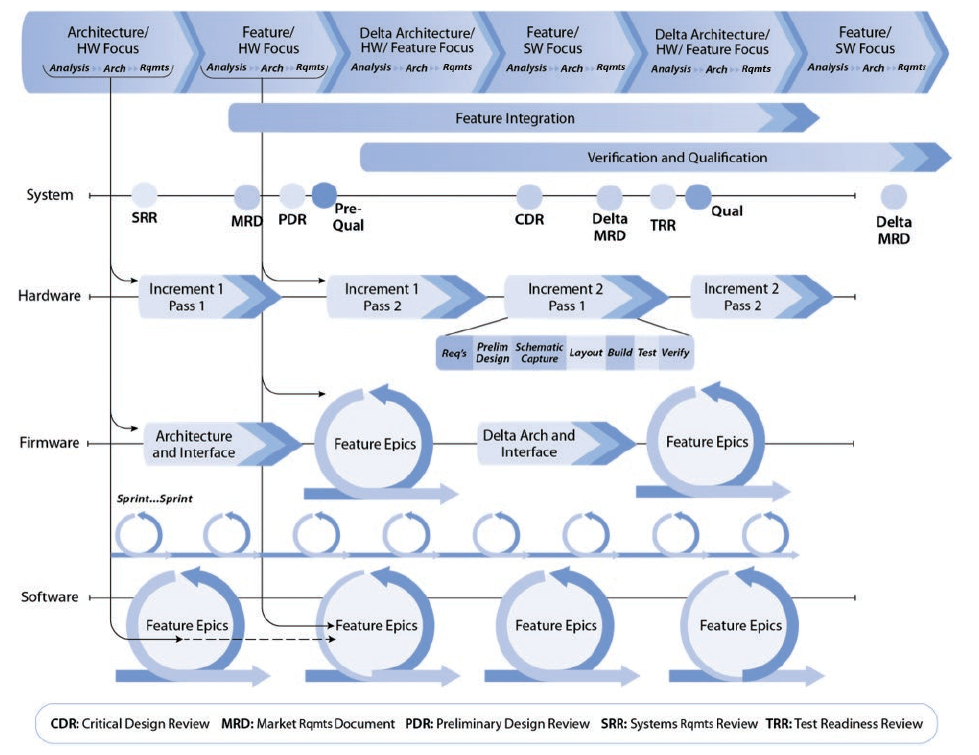 Architecture/
HW Focus
Analysis Arch Rqmts
Feature/
HW Focus
Analysis Arch Rqmts
Delta Architecture/
HW/ Feature Focus
Analysis Arch Rqmts
Feature/
SW Focus
Analysis Arch Rqmts
Delta Architecture/
HW/ Feature Focus
Analysis Arch Rqmts
Feature/
SW Focus
Analysis Arch Rqmts
Feature Integration
Verification and Qualification
System
SRR
MRD
PDR
Pre-
Qual
CDR
Delta
MRD
TRR
Qual
Delta
MRD
Hardware
Increment 1
Pass 1
Increment 1
Pass 2
Increment 2
Pass 1
Increment 2
Pass 2
Req's
Prelim
Design
Schematic
Capture
Layout
Build
Test
Verify
Firmware
Architecture
and Interface
Feature Epics
Delta Arch and
Interface
Feature Epics
Sprint...Sprint
Software
Feature Epics
Feature Epics
Feature Epics
Feature Epics
CDR: Critical Design Review MRD: Market Rqmts Document PDR: Preliminary Design Review SRR: Systems Rqmts Review TRR: Test Readiness Review